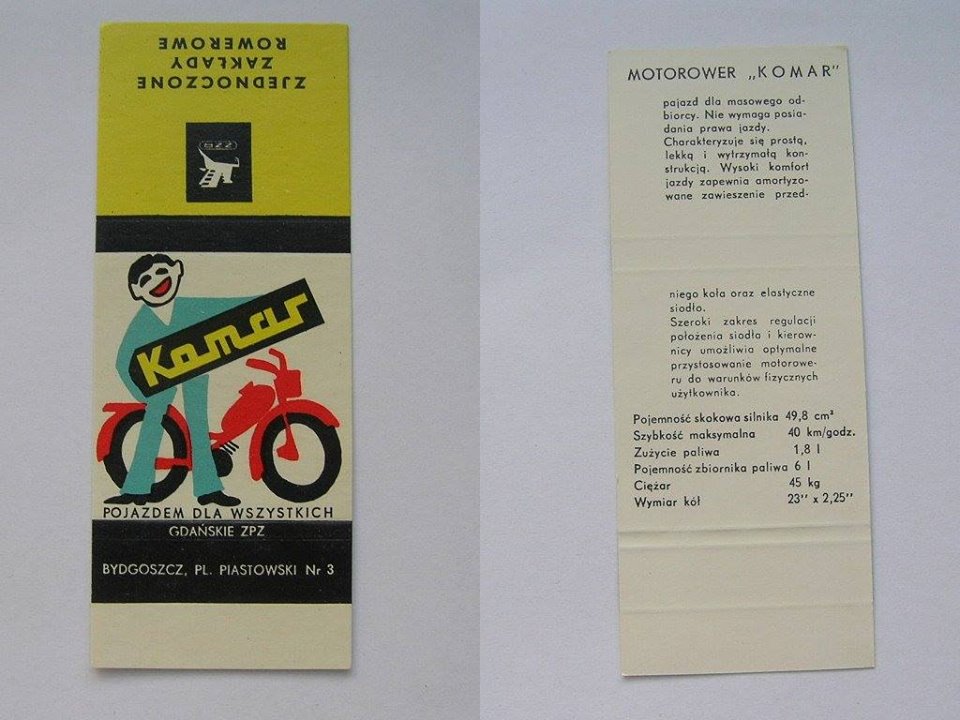 ZJEDNOCZONE
ZAKŁADY
ROWEROWE
ZZR
Komar
POJAZDEM DLA WSZYSTKICH
GDAŃSKIE ZPZ
BYDGOSZCZ, PL. PIASTOWSKI Nr 3
MOTOROWER „KOMAR"
pajazd dla masowego od-
biorcy. Nie wymaga posia-
dania prawa jazdy.
Charakteryzuje się prostą,
lekką i wytrzymałą kon-
strukcją. Wysoki komfort
jazdy zapewnia amortyzo-
wane zawieszenie przed-
niego koła oraz elastyczne
siodło.
Szeroki zakres regulacji
położenia siodła i kierow-
nicy umożliwia optymalne
przystosowanie motorowe-
ru do warunków fizycznych
użytkownika.
Pojemność skokowa silnika 49,8 cm³
Szybkość maksymalna 40 km/godz.
Zużycie paliwa 1,8 l
Pojemność zbiornika paliwa 6 l
Ciężar 45 kg
Wymiar kół 23" x 2,25"